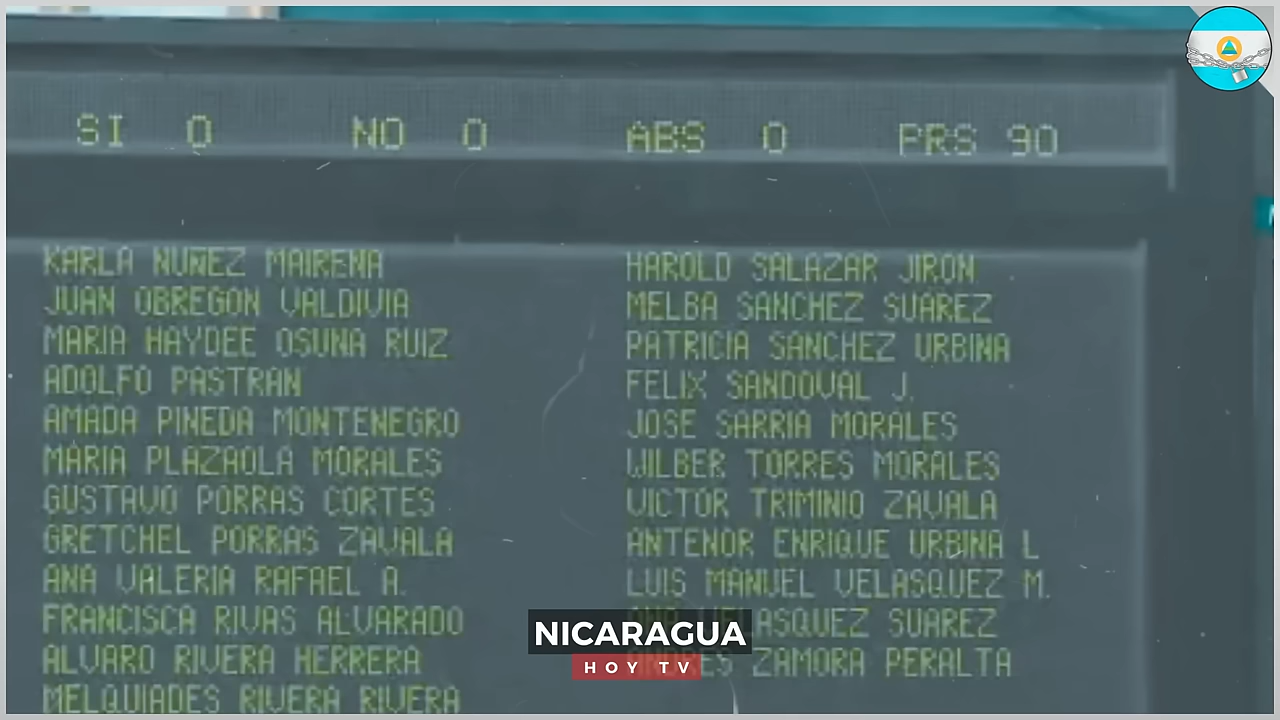 SI 0 NO 0 ABS 0 PRS 90
KARLA NUÑEZ MAIRENA
JUAN OBREGON VALDIVIA
MARIA HAYDEE OSUNA RUIZ
ADOLFO PASTRAN
AMADA PINEDA MONTENEGRO
MARIA PLAZAOLA MORALES
GUSTAVO PORRAS CORTES
GRETCHEL PORRAS ZAVALA
ANA VALERIA RAFAEL A.
FRANCISCA RIVAS ALVARADO
ALVARO RIVERA HERRERA
MELQUIADES RIVERA RIVERA
HAROLD SALAZAR JIRON
MELBA SANCHEZ SUAREZ
PATRICIA SANCHEZ URBINA
FELIX SANDOVAL J.
JOSE SARRIA MORALES
WILBER TORRES MORALES
VICTOR TRIMINIO ZAVALA
ANTENOR ENRIQUE URBINA L
LUIS MANUEL VELASQUEZ M.
ANA VELASQUEZ SUAREZ
ANDRES ZAMORA PERALTA
NICARAGUA
HOY TV